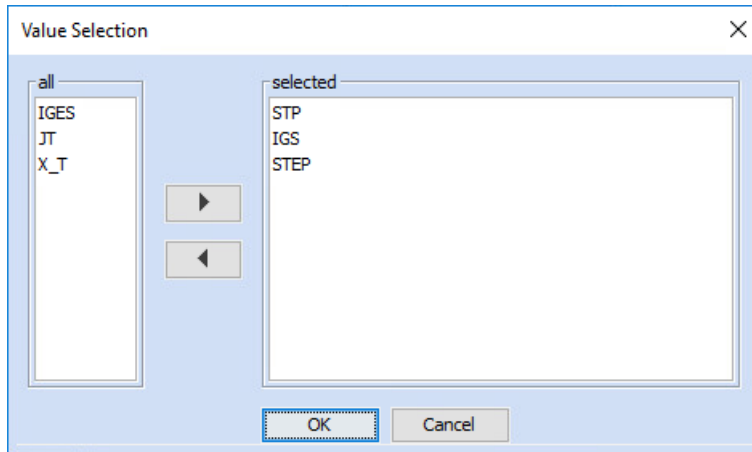 Value Selection
all
IGES
JT
X_T
selected
STP
IGS
STEP
OK
Cancel